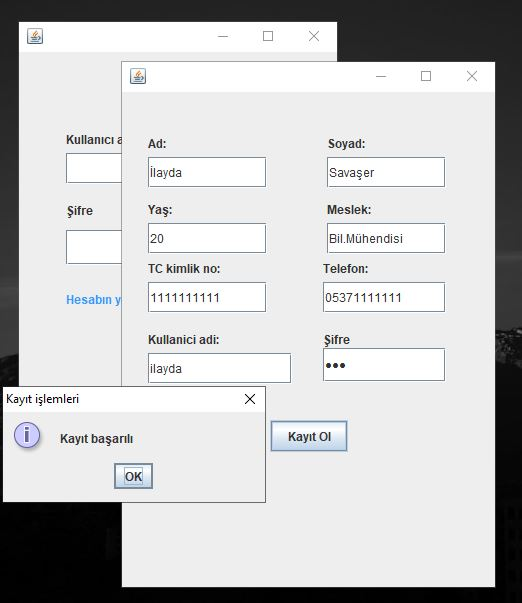 Kullanıcı a
Şifre
Hesabın y
Ad:
Soyad:
İlayda
Savaşer
Yaş:
Meslek:
20
Bil.Mühendisi
TC kimlik no:
Telefon:
1111111111
05371111111
Kullanici adi:
Şifre
ilayda
•••
Kayıt Ol
Kayıt işlemleri
i
Kayıt başarılı
OK